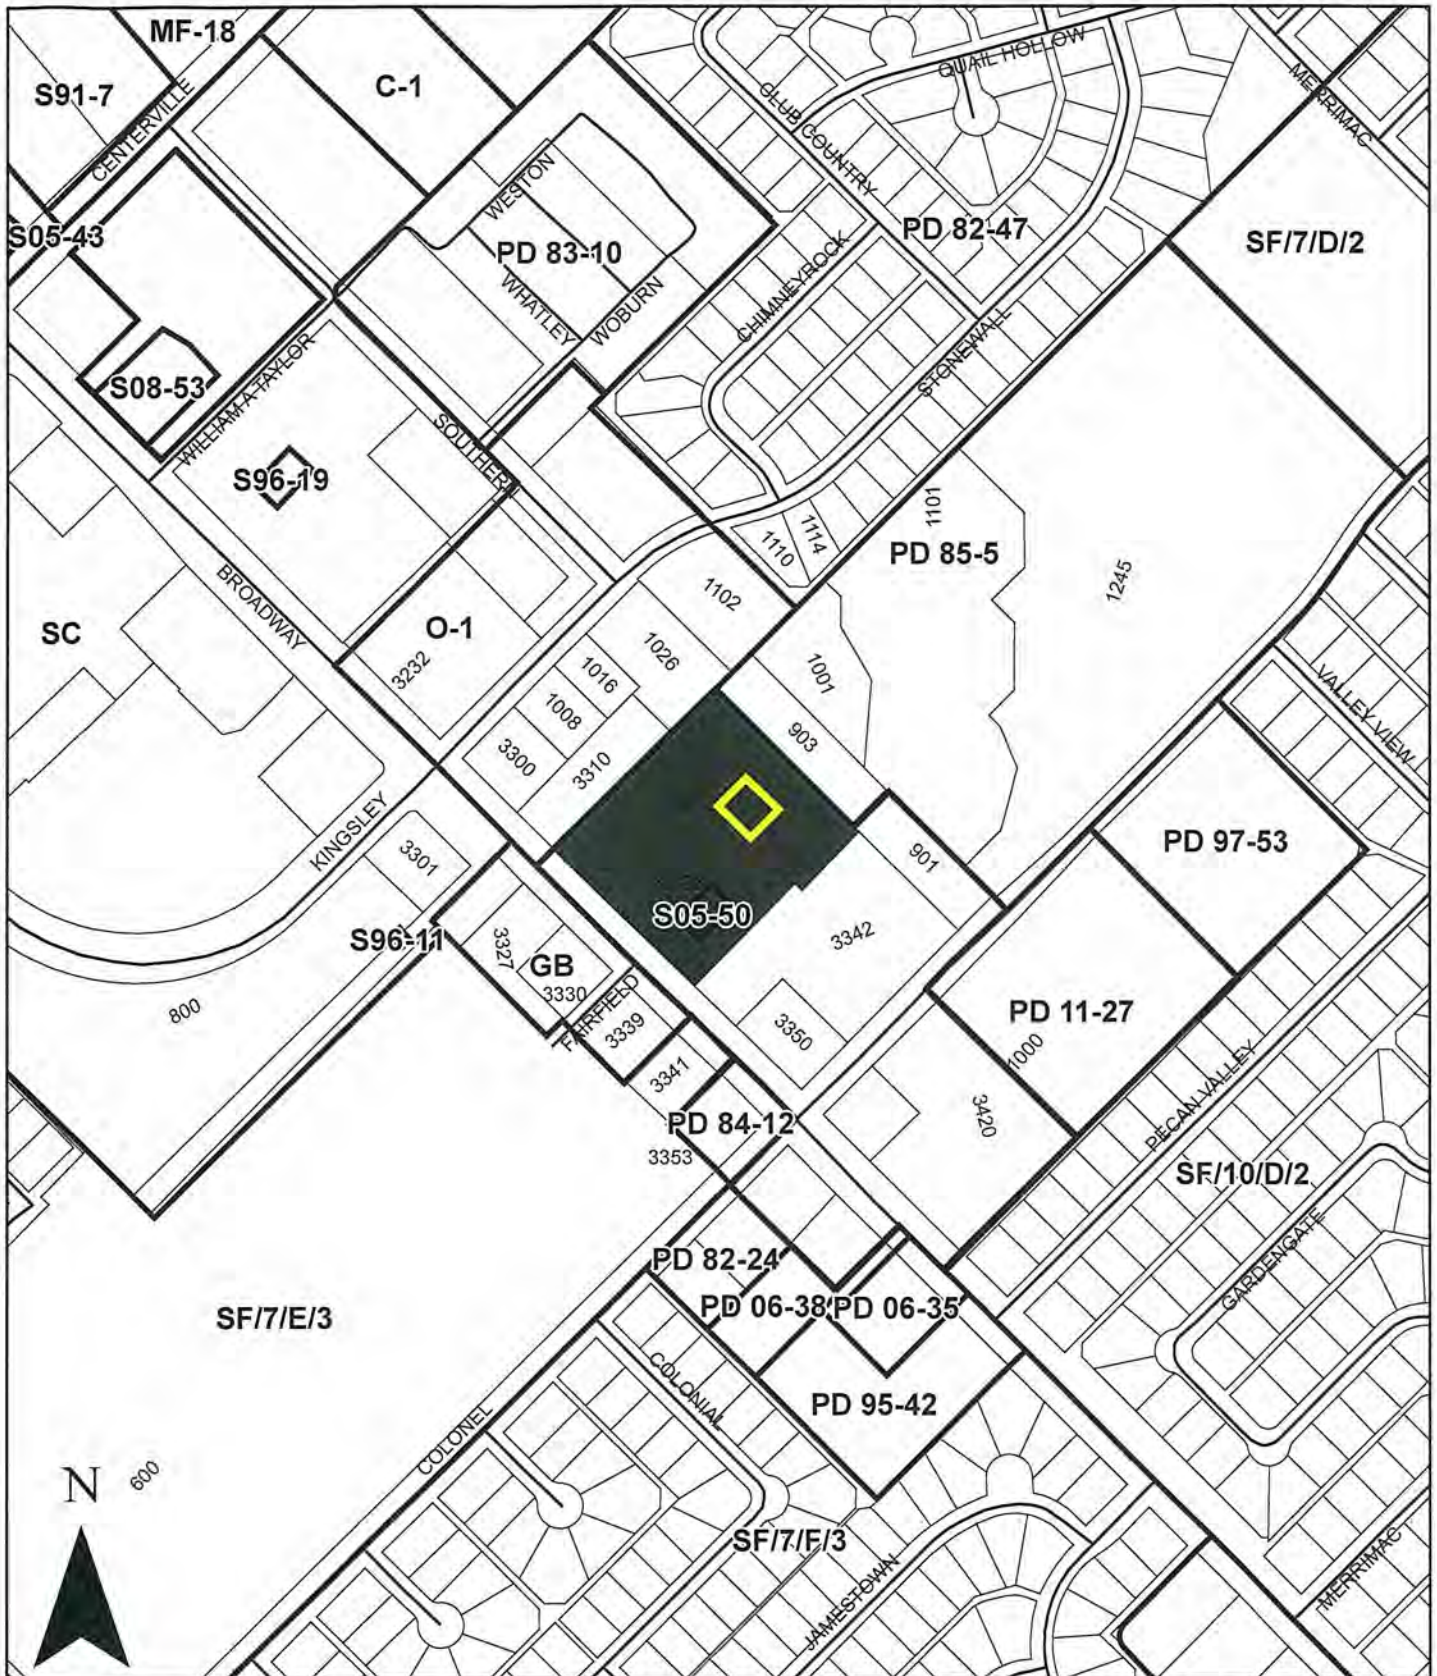 MF-18
C-1
S91-7
CENTERVILLE
QUAIL HOLLOW
MERRIMAC
CLUB COUNTRY
WESTON
PD 82-47
S05-43
PD 83-10
SF/7/D/2
CHIMNEYROCK
WHATLEY
WOBURN
STONEWALL
S08-53
WILLIAM A TAYLOR
SOUTHERN
S96-19
1101
1114
1110
PD 85-5
1245
BROADWAY
1102
SC
O-1
3232
1026
1016
1001
1008
903
VALLEY VIEW
3300
3310
KINGSLEY
3301
901
PD 97-53
S05-50
3342
S96-11
3327
GB
3330
FAIRFIELD
800
3339
3350
PD 11-27
1000
3341
3420
PECAN VALLEY
PD 84-12
3353
SF/10/D/2
GARDENGATE
PD 82-24
PD 06-38
PD 06-35
SF/7/E/3
COLONIAL
PD 95-42
COLONEL
N
600
SF/7/F/3
JAMESTOWN
MERRIMAC